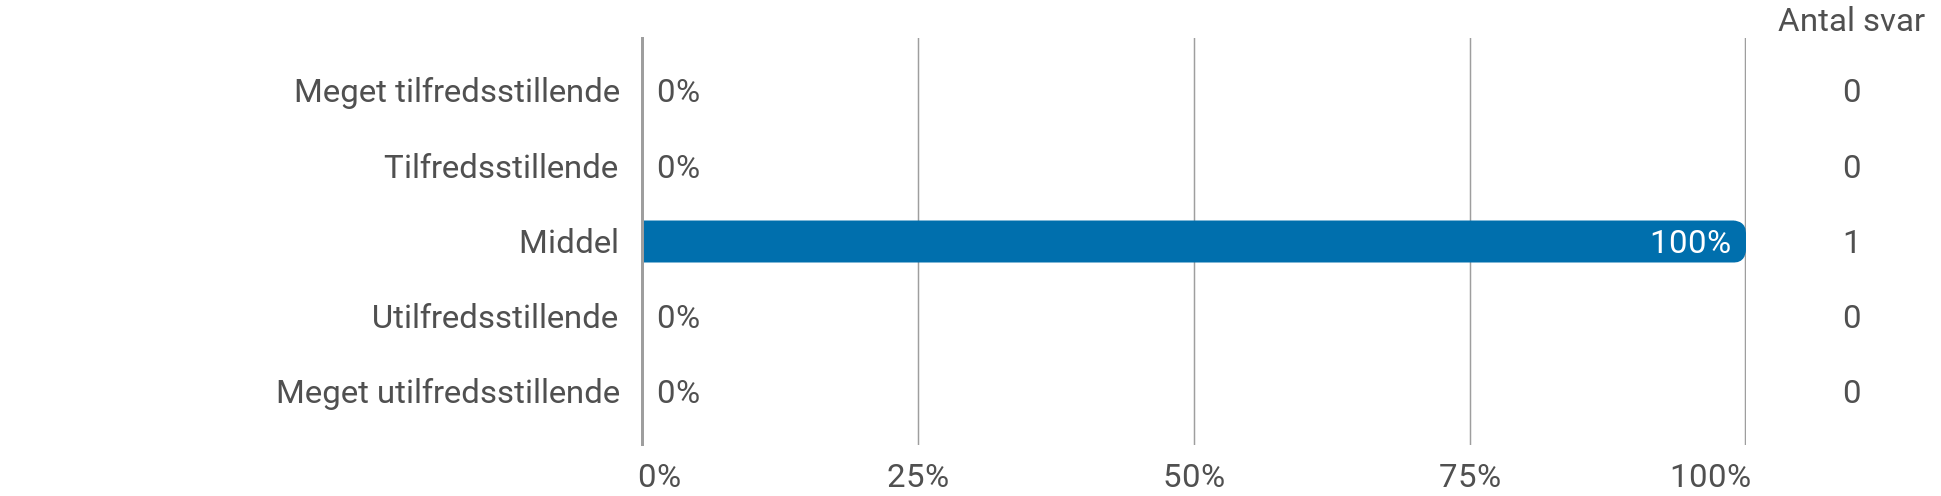 Antal svar
Meget tilfredsstillende 0% 0
Tilfredsstillende 0% 0
Middel 100% 1
Utilfredsstillende 0% 0
Meget utilfredsstillende 0% 0
0% 25% 50% 75% 100%